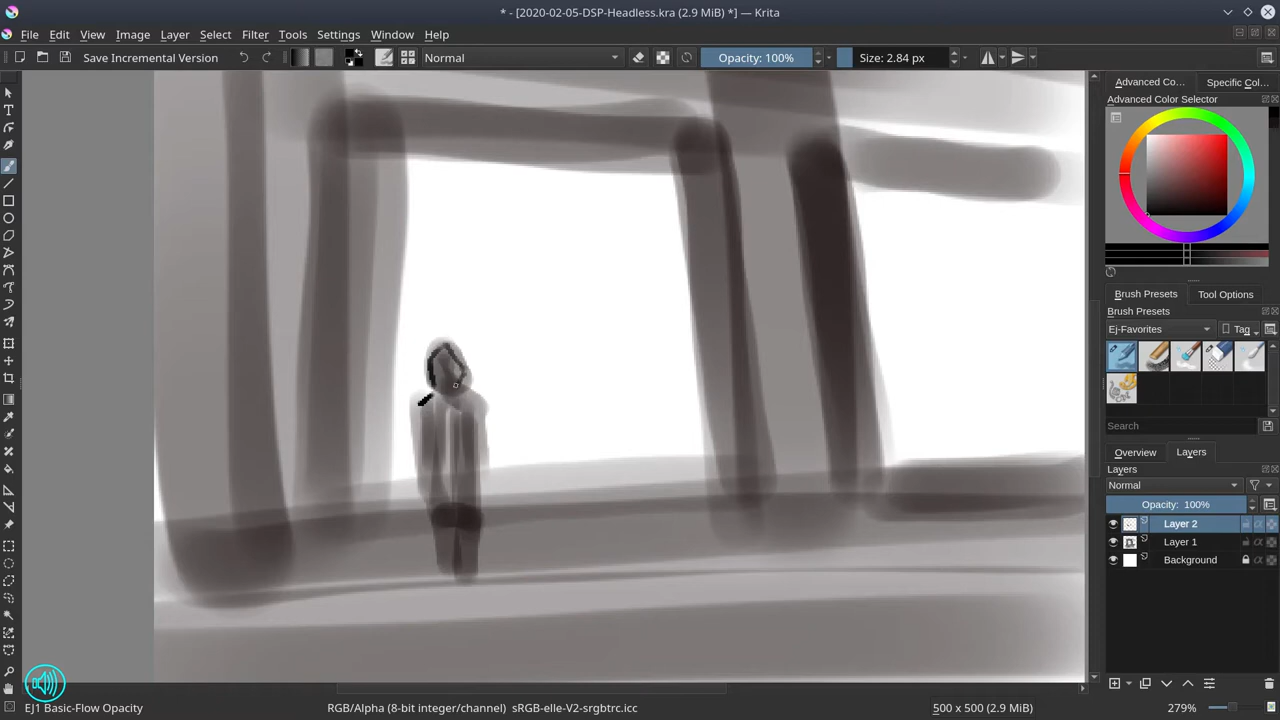 * - [2020-02-05-DSP-Headless.kra (2.9 MiB) *] — Krita
File Edit View Image Layer Select Filter Tools Settings Window Help
Save Incremental Version Normal Opacity: 100% Size: 2.84 px
Advanced Co... Specific Col...
Advanced Color Selector
Brush Presets Tool Options
Brush Presets
Ej-Favorites Tag
Search
Overview Layers
Layers
Normal
Opacity: 100%
Layer 2
Layer 1
Background
EJ1 Basic-Flow Opacity RGB/Alpha (8-bit integer/channel) sRGB-elle-V2-srgbtrc.icc 500 x 500 (2.9 MiB) 279%